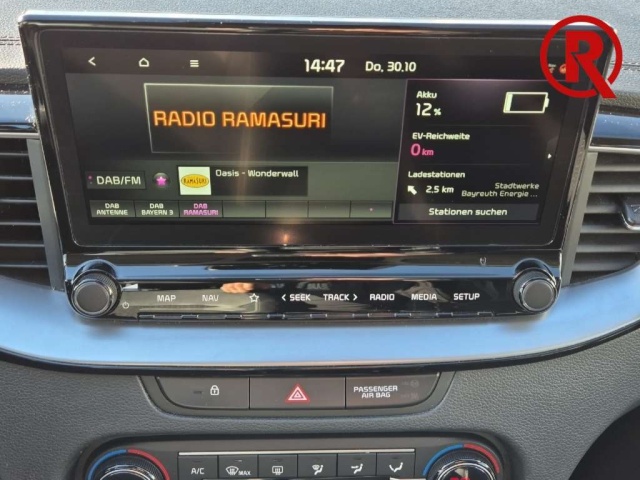 14:47 Do, 30.10
R
RADIO RAMASURI
Akku
12 %
EV-Reichweite
0 km
DAB/FM
RAMASURI
Oasis - Wonderwall
Ladestationen
2,5 km
Stadtwerke
Bayreuth Energie ...
DAB ANTENNE
DAB BAYERN 3
DAB RAMASURI
Stationen suchen
MAP NAV < SEEK TRACK > RADIO MEDIA SETUP
PASSENGER
AIR BAG
A/C MAX